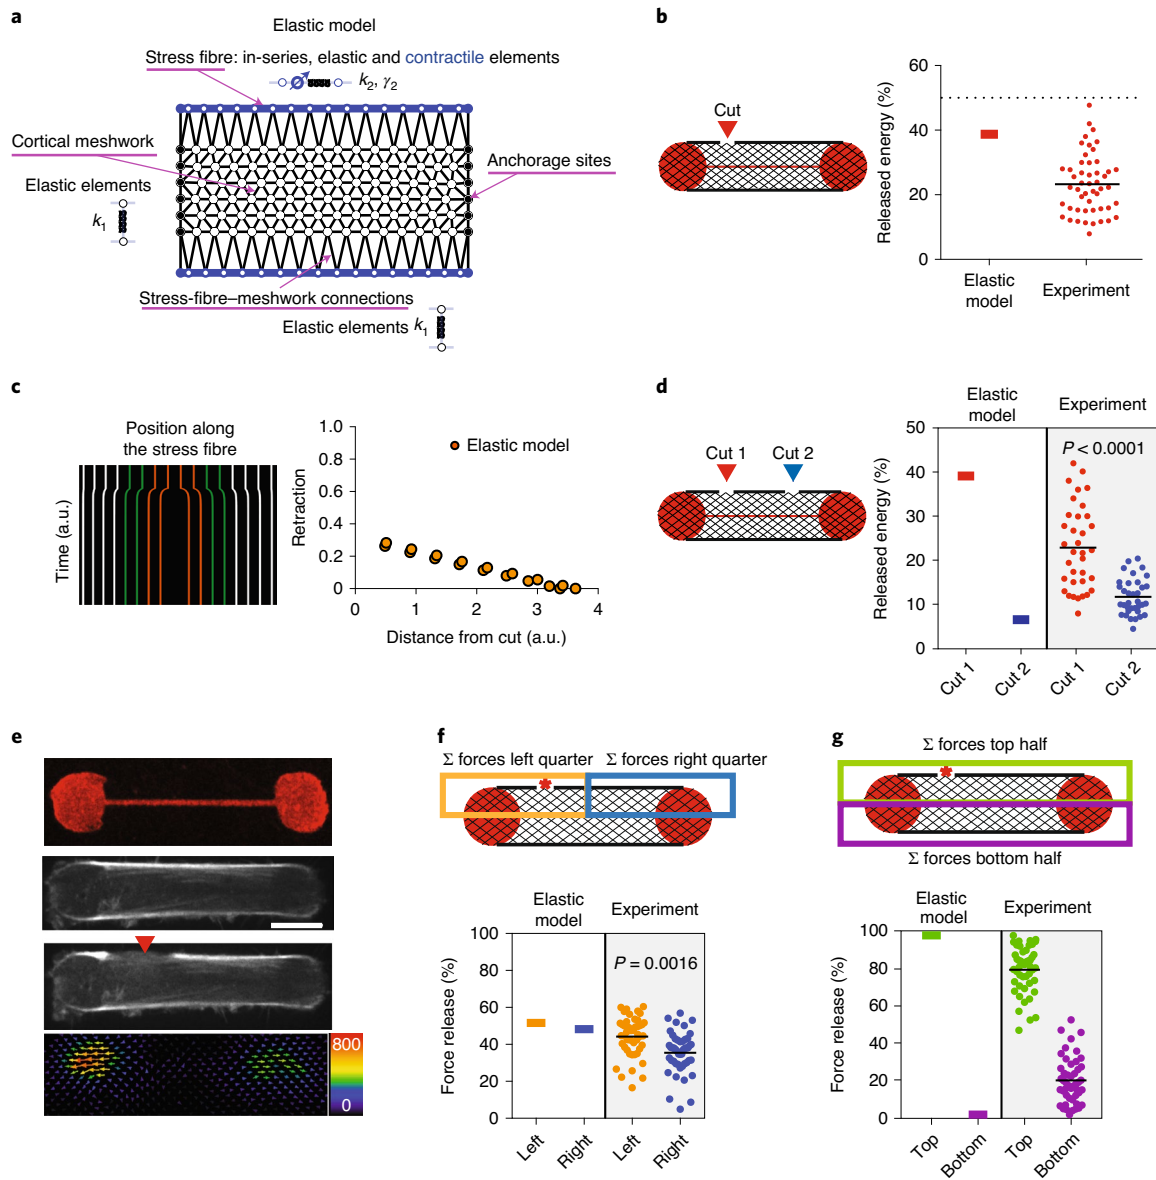 a
Elastic model
Stress fibre: in-series, elastic and contractile elements
k2, γ2
Cortical meshwork
Elastic elements
k1
Anchorage sites
Stress-fibre–meshwork connections
Elastic elements k1
b
Cut
Released energy (%)
60
40
20
0
Elastic model
Experiment
c
Position along
the stress fibre
Time (a.u.)
Retraction
1.0
0.8
0.6
0.4
0.2
0
Elastic model
0 1 2 3 4
Distance from cut (a.u.)
d
Cut 1 Cut 2
Elastic model
Experiment
P < 0.0001
Released energy (%)
50
40
30
20
10
0
Cut 1 Cut 2 Cut 1 Cut 2
e
800
0
f
Σ forces left quarter Σ forces right quarter
Elastic model
Experiment
P = 0.0016
Force release (%)
100
80
60
40
20
0
Left Right Left Right
g
Σ forces top half
Σ forces bottom half
Elastic model
Experiment
Force release (%)
100
80
60
40
20
0
Top Bottom Top Bottom